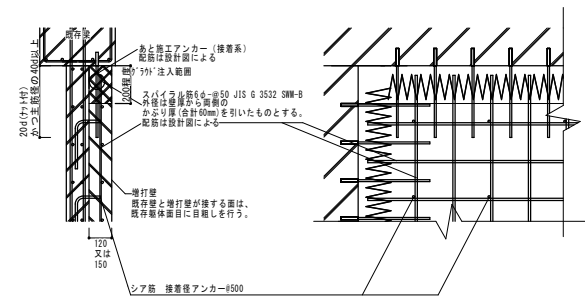 既存梁
あと施工アンカー (接着系)
配筋は設計図による
グラウト゛注入範囲
200程度
20d(ナット付)
かつ主筋径の40d以上
スパイラル筋6φ-@50 JIS G 3532 SWM-B
外径は壁厚から両側の
かぶり厚(合計60mm)を引いたものとする。
配筋は設計図による
増打壁
既存壁と増打壁が接する面は、
既存躯体面目に目粗しを行う。
120
又は
150
シア筋 接着径アンカー#500